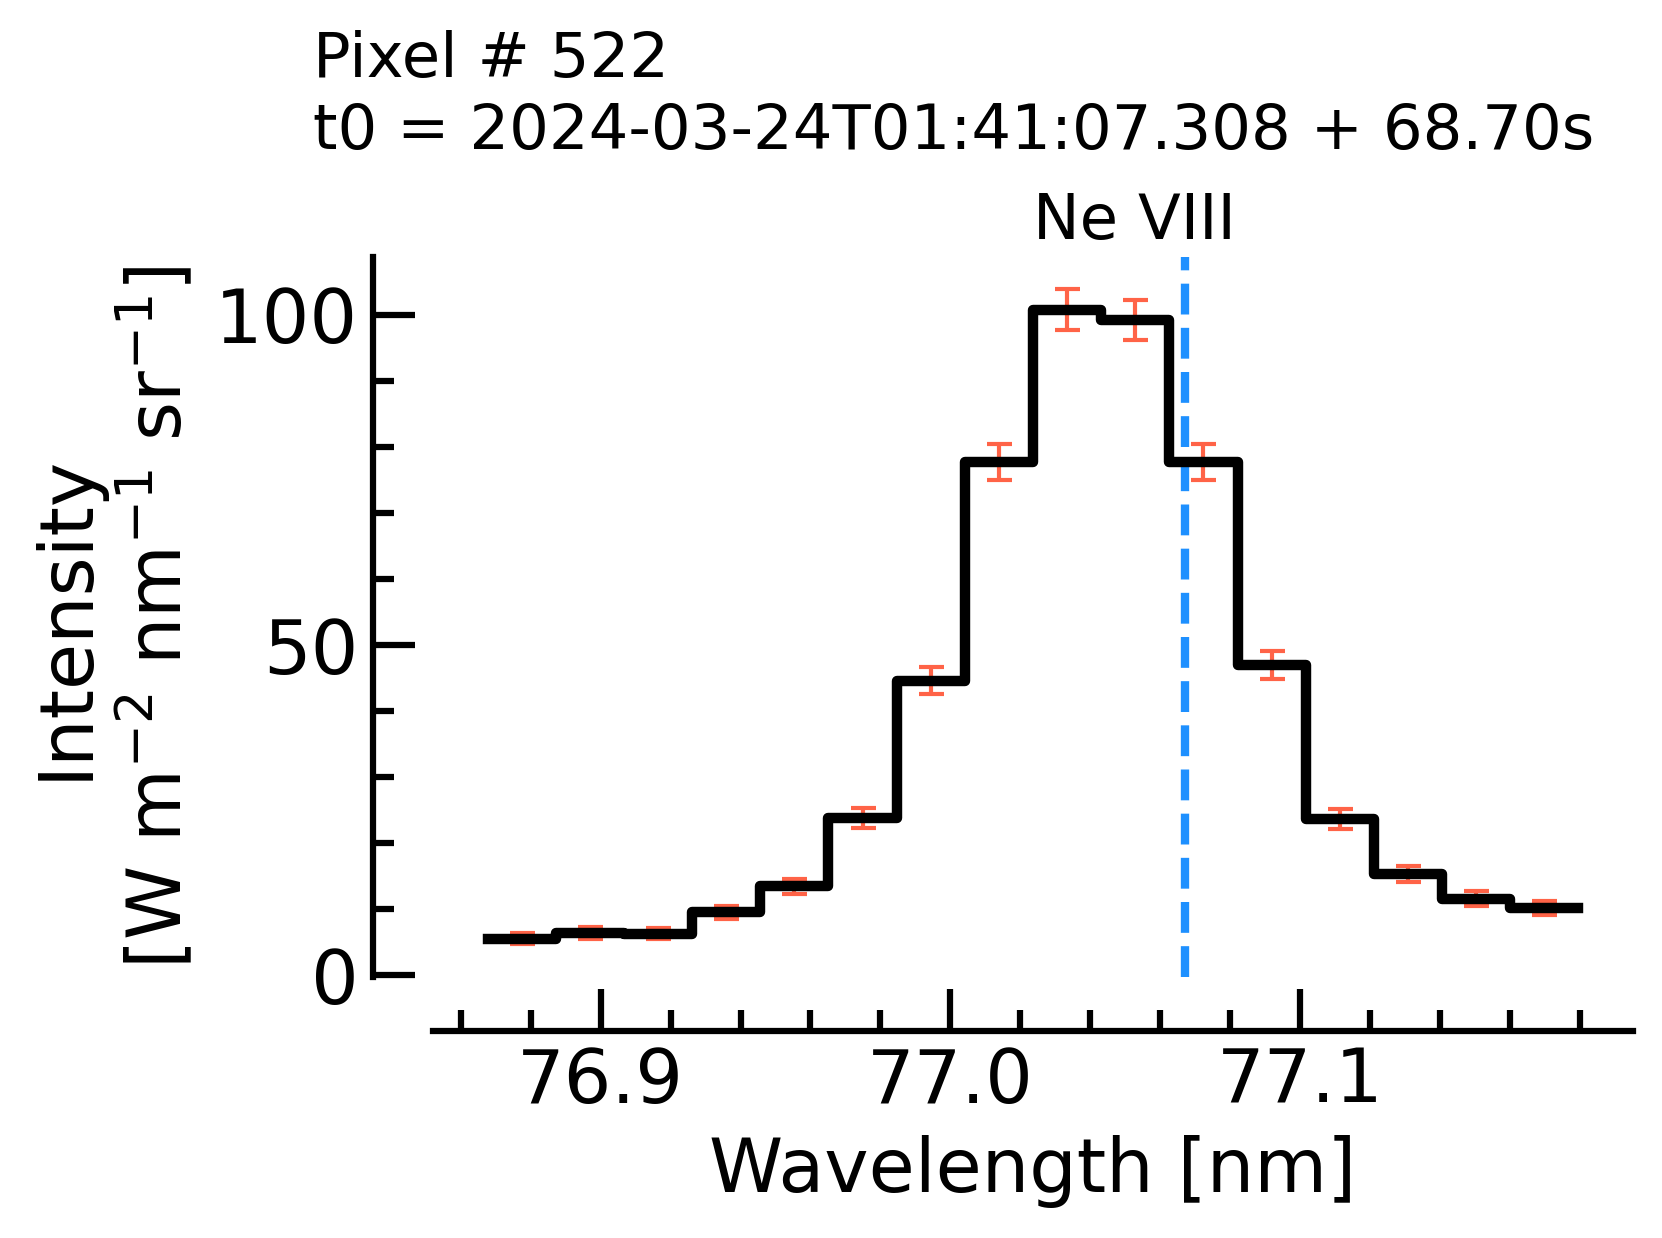 Pixel # 522
t0 = 2024-03-24T01:41:07.308 + 68.70s
Ne VIII
Intensity
[W m⁻² nm⁻¹ sr⁻¹]
100
50
0
76.9 77.0 77.1
Wavelength [nm]